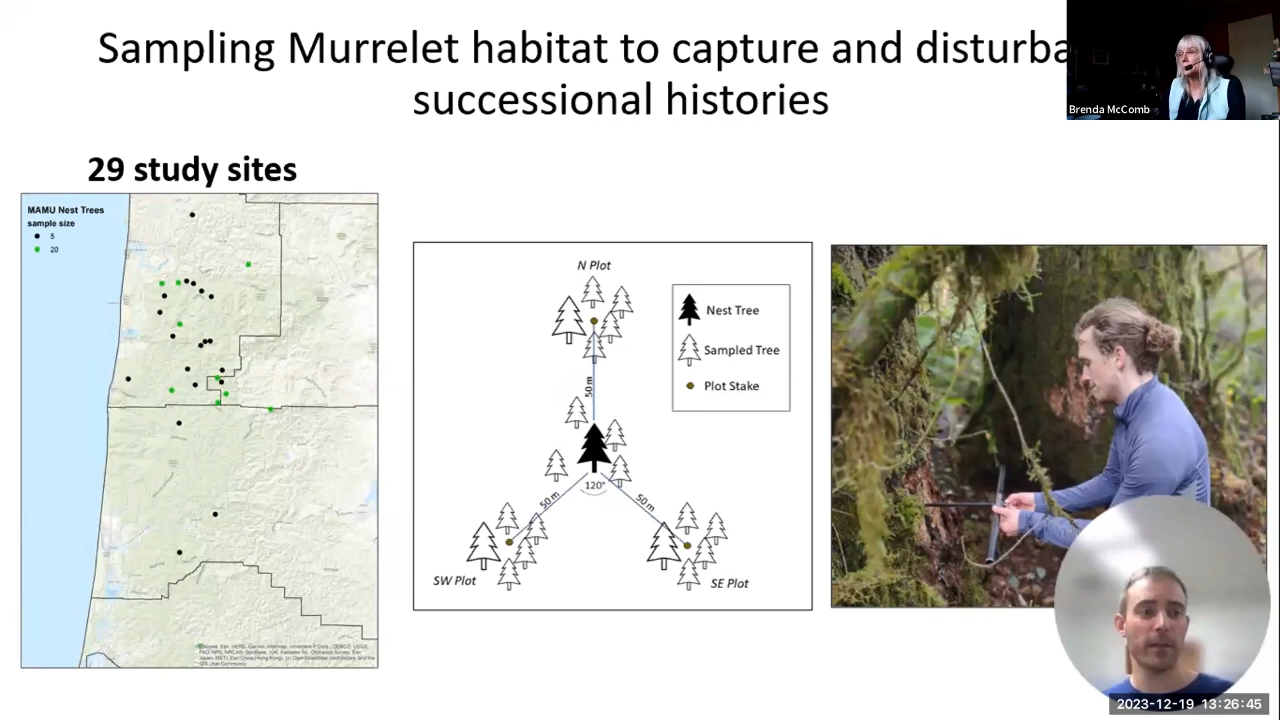 Sampling Murrelet habitat to capture and disturba
successional histories
Brenda McComb
29 study sites
MAMU Nest Trees
sample size
5
20
N Plot
Nest Tree
Sampled Tree
Plot Stake
50 m
120°
50 m
50 m
SW Plot
SE Plot
2023-12-19 13:26:45